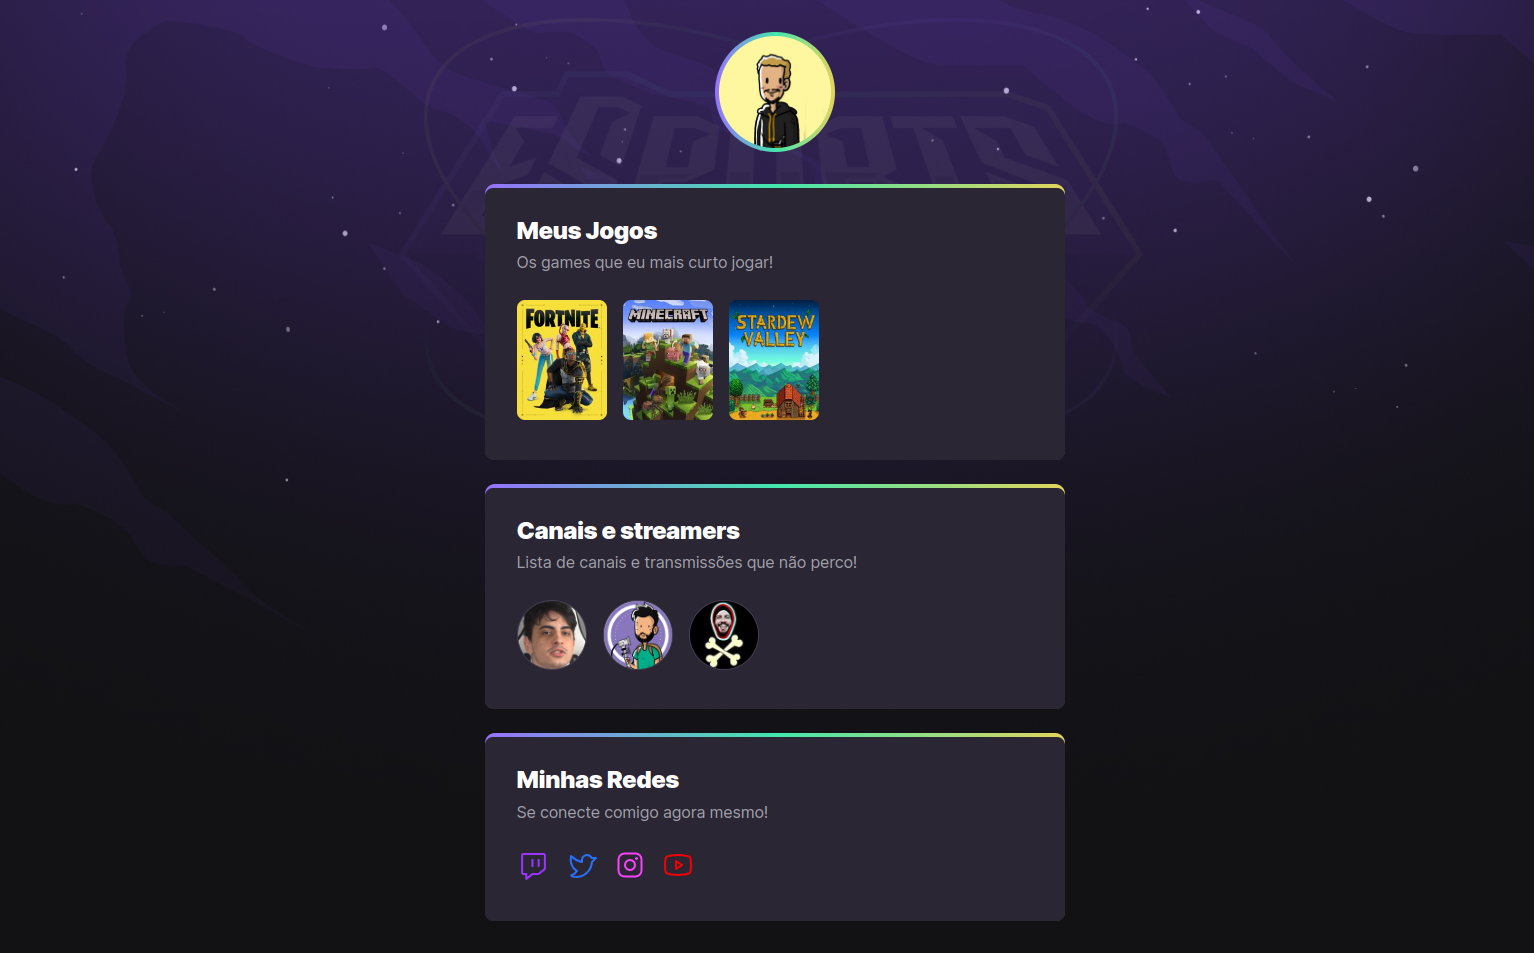 ESPORTS
Meus Jogos
Os games que eu mais curto jogar!
FORTNITE
MINECRAFT
STARDEW
VALLEY
Canais e streamers
Lista de canais e transmissões que não perco!
Minhas Redes
Se conecte comigo agora mesmo!